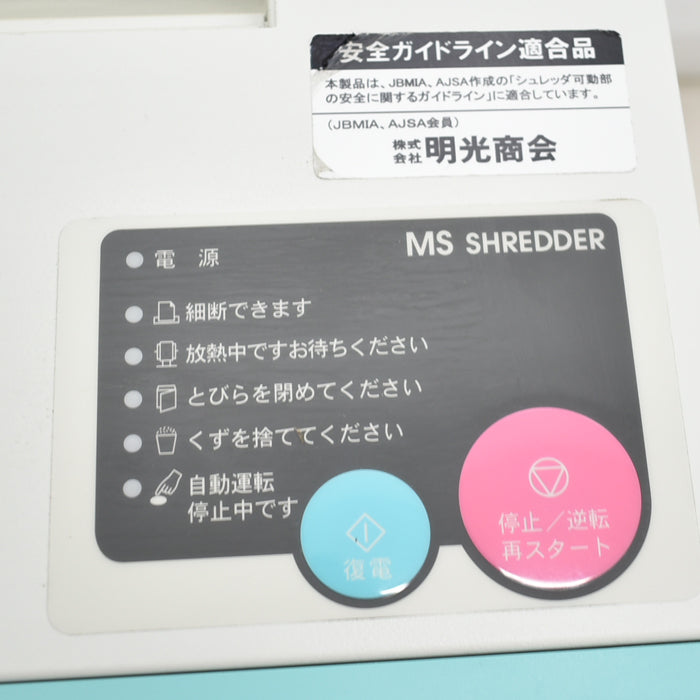 安全ガイドライン適合品
本製品は、JBMIA、AJSA作成の「シュレッダ可動部
の安全に関するガイドライン」に適合しています。
(JBMIA、AJSA会員)
株式会社 明光商会
MS SHREDDER
電源
細断できます
放熱中ですお待ちください
とびらを閉めてください
くずを捨ててください
自動運転
停止中です
復電
停止/逆転
再スタート